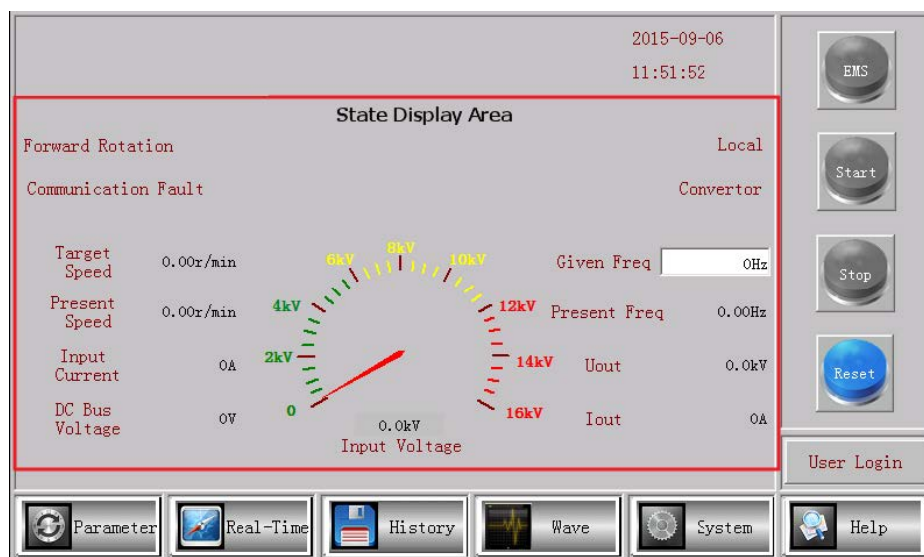 2015-09-06
11:51:52
EMS
State Display Area
Forward Rotation
Local
Start
Communication Fault
Convertor
Target Speed
0.00r/min
Given Freq
0Hz
Stop
Present Speed
0.00r/min
Present Freq
0.00Hz
Input Current
0A
Uout
0.0kV
Reset
DC Bus Voltage
0V
Iout
0A
0
2kV
4kV
6kV
8kV
10kV
12kV
14kV
16kV
0.0kV
Input Voltage
User Login
Parameter
Real-Time
History
Wave
System
Help